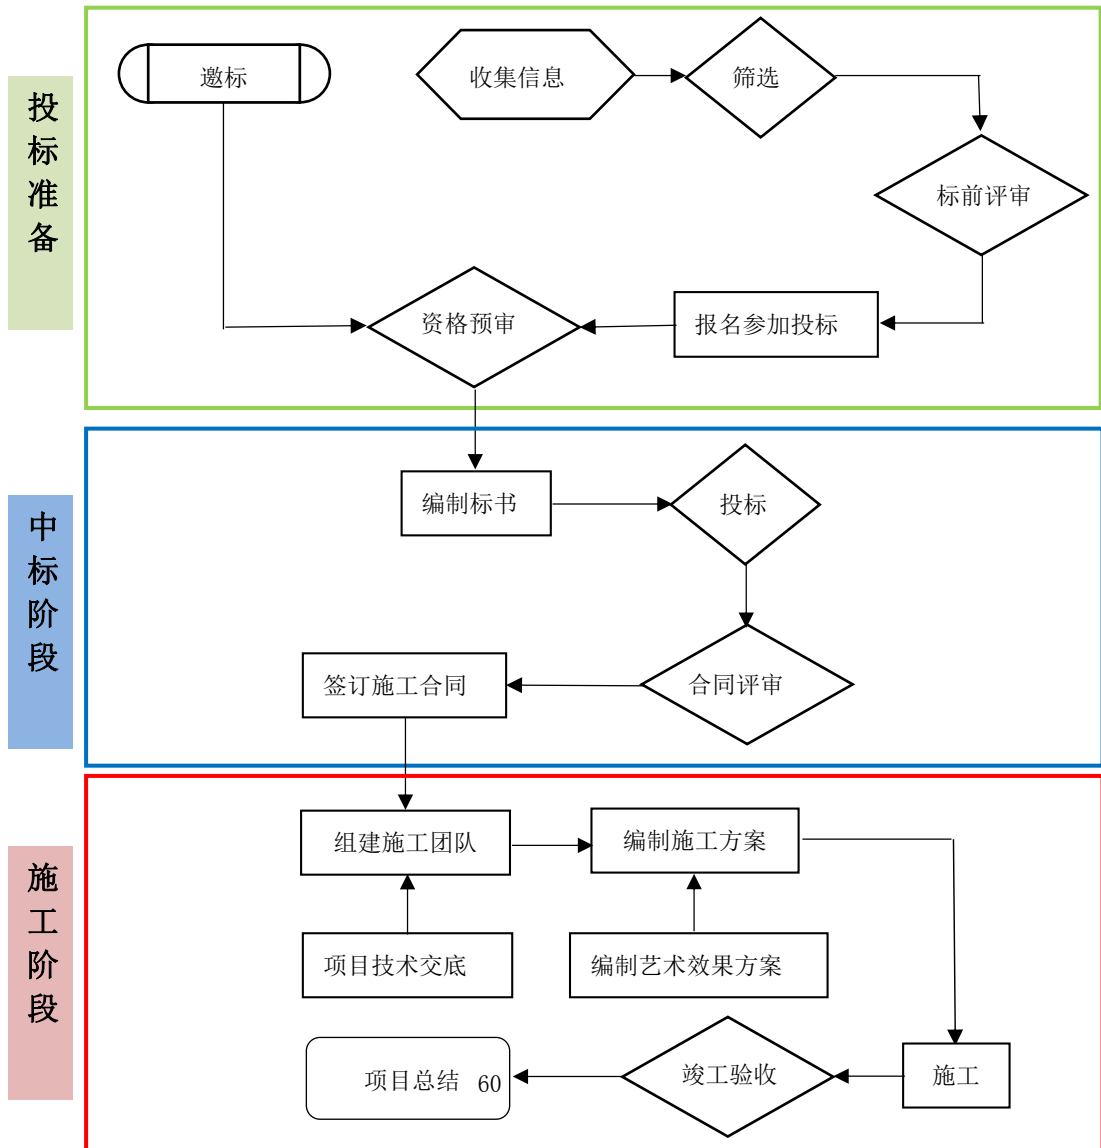 投标准备
邀标
收集信息
筛选
标前评审
资格预审
报名参加投标
中标阶段
编制标书
投标
签订施工合同
合同评审
施工阶段
组建施工团队
编制施工方案
项目技术交底
编制艺术效果方案
项目总结 60
竣工验收
施工